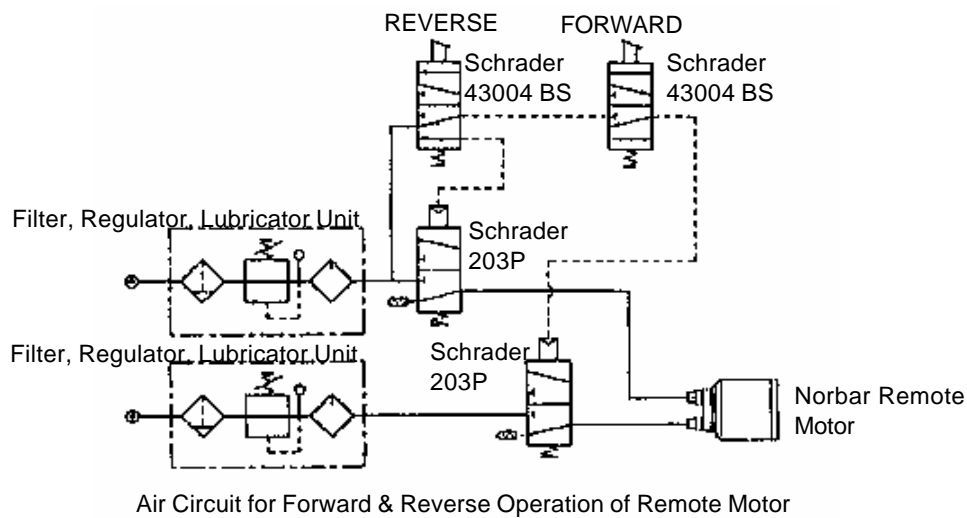 REVERSE
FORWARD
Schrader
43004 BS
Schrader
43004 BS
Filter, Regulator, Lubricator Unit
Schrader
203P
Filter, Regulator, Lubricator Unit
Schrader
203P
Norbar Remote
Motor
Air Circuit for Forward & Reverse Operation of Remote Motor